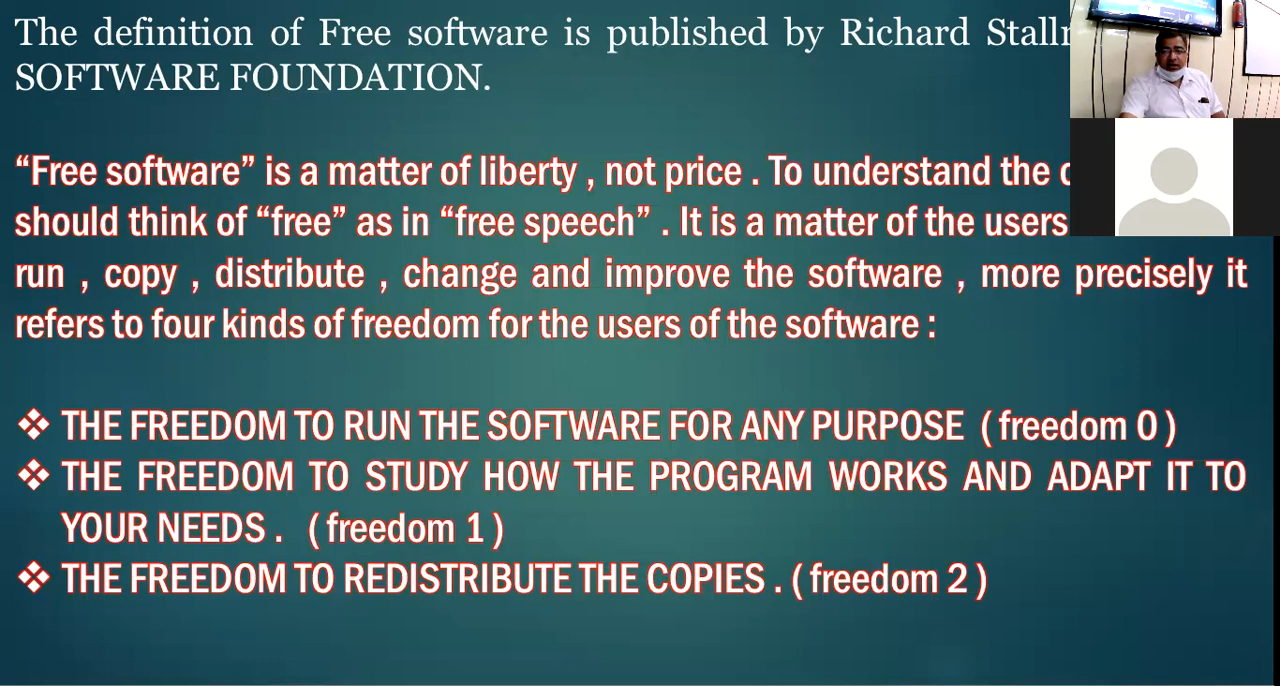 The definition of Free software is published by Richard
SOFTWARE FOUNDATION.
“Free software” is a matter of liberty , not price . To understand the
should think of “free” as in “free speech” . It is a matter of the users
run , copy , distribute , change and improve the software , more precisely it
refers to four kinds of freedom for the users of the software :
❖ THE FREEDOM TO RUN THE SOFTWARE FOR ANY PURPOSE ( freedom 0 )
❖ THE FREEDOM TO STUDY HOW THE PROGRAM WORKS AND ADAPT IT TO
YOUR NEEDS . ( freedom 1 )
❖ THE FREEDOM TO REDISTRIBUTE THE COPIES . ( freedom 2 )